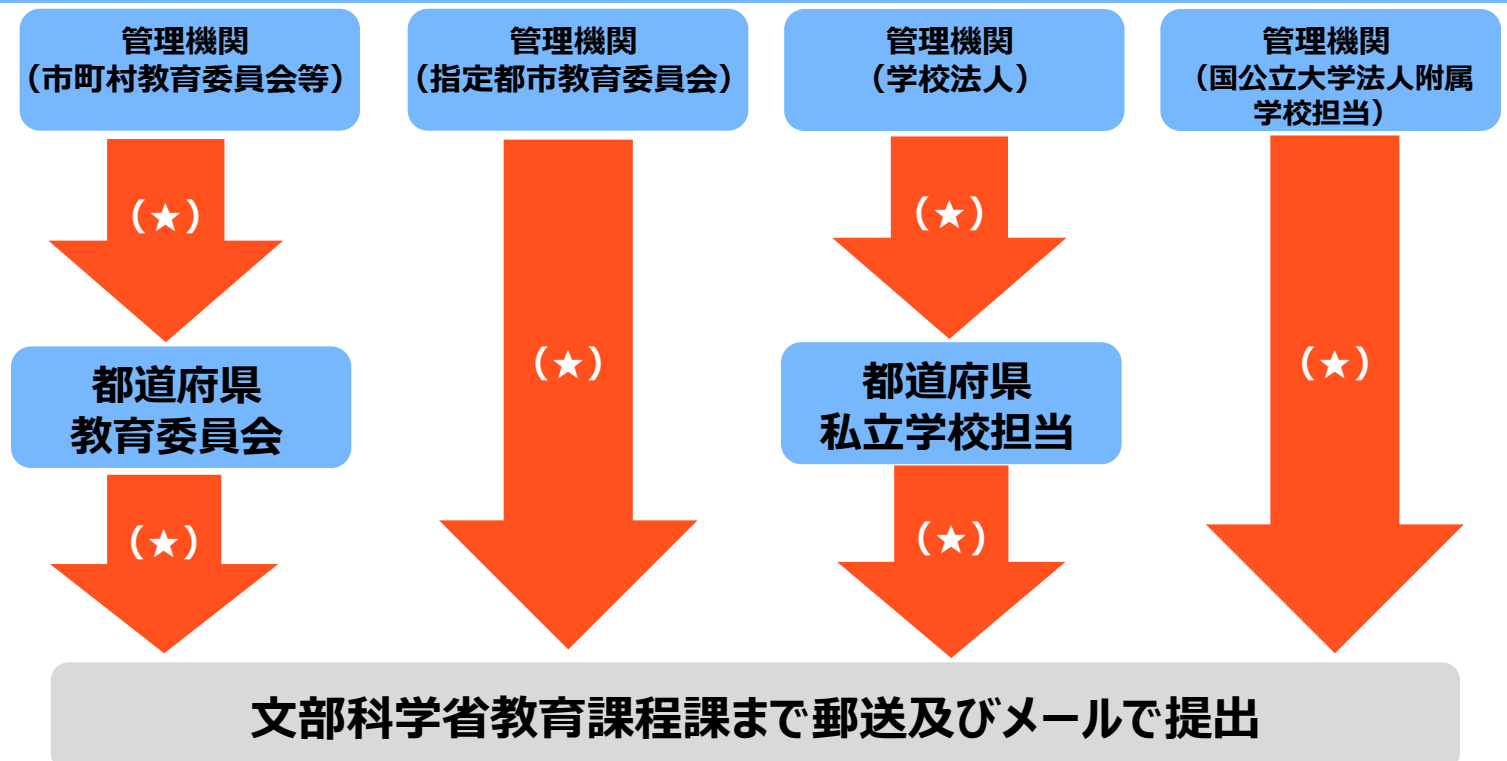 管理機関
（市町村教育委員会等）
管理機関
（指定都市教育委員会）
管理機関
（学校法人）
管理機関
（国公立大学法人附属
学校担当）
（★）
（★）
（★）
（★）
都道府県
教育委員会
都道府県
私立学校担当
（★）
（★）
文部科学省教育課程課まで郵送及びメールで提出